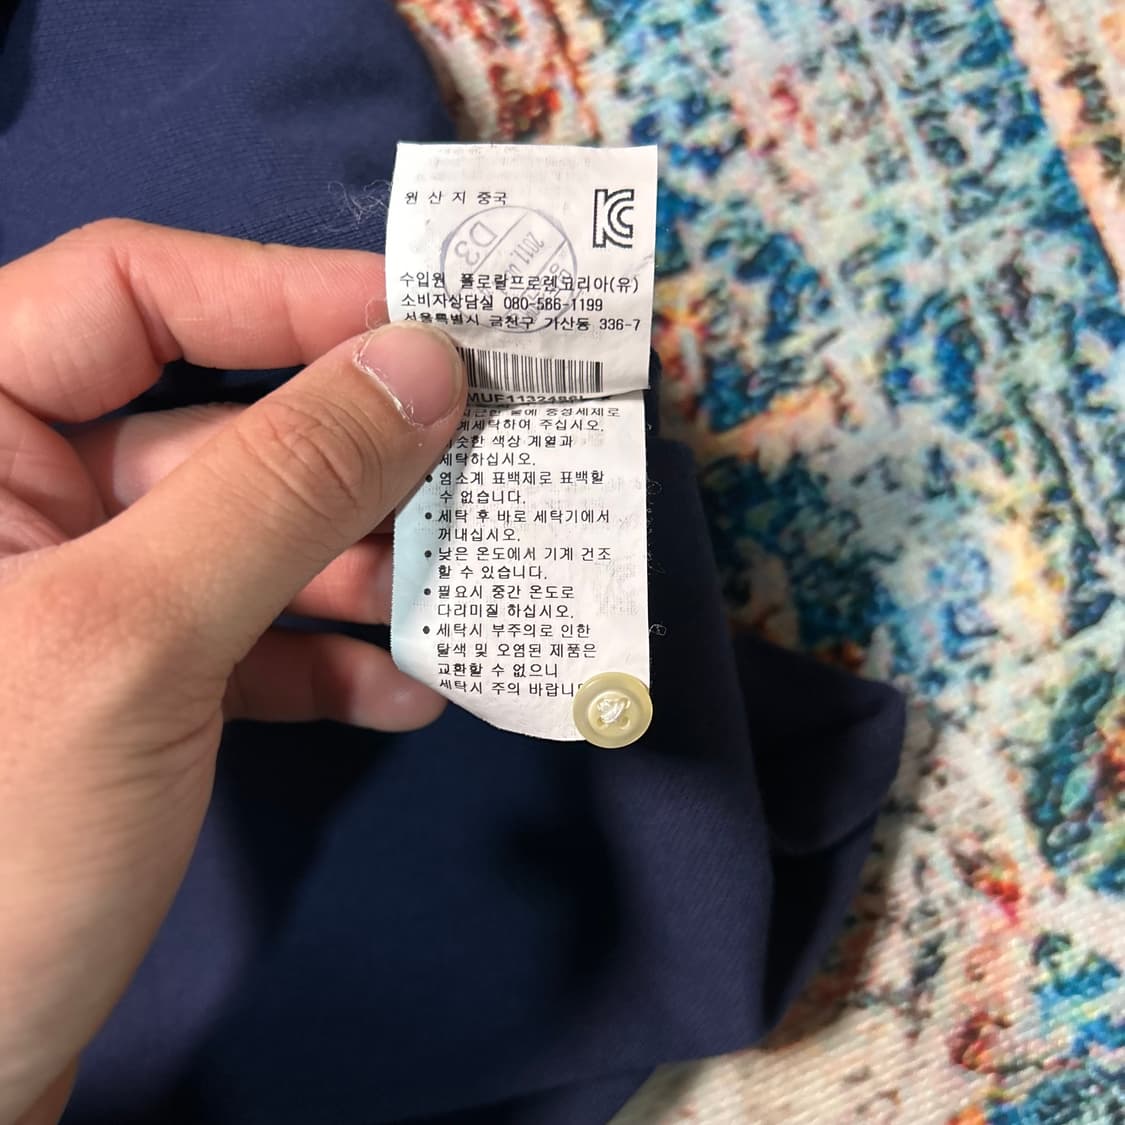 원 산 지 중국
KC
D3
수입원 폴로랄프로렌코리아(유)
소비자상담실 080-566-1199
서울특별시 금천구 가산동 336-7
중성세제로
세탁하여 주십시오.
비슷한 색상 계열과
세탁하십시오.
• 염소계 표백제로 표백할
수 없습니다.
• 세탁 후 바로 세탁기에서
꺼내십시오.
• 낮은 온도에서 기계 건조
할 수 있습니다.
• 필요시 중간 온도로
다리미질 하십시오.
• 세탁시 부주의로 인한
탈색 및 오염된 제품은
교환할 수 없으니
세탁시 주의